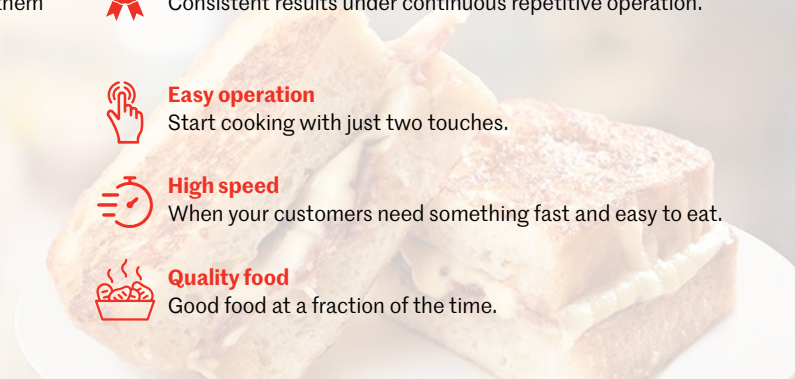 them
Consistent results under continuous repetitive operation.
Easy operation
Start cooking with just two touches.
High speed
When your customers need something fast and easy to eat.
Quality food
Good food at a fraction of the time.